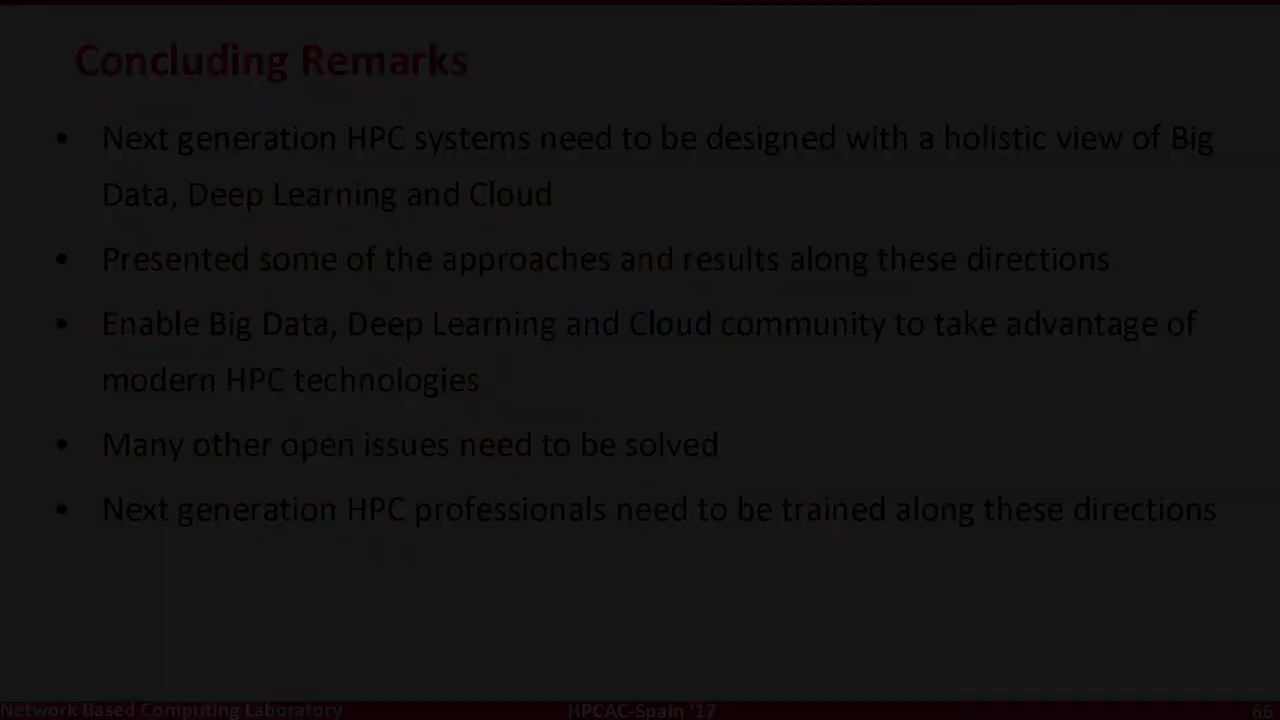 Concluding Remarks
• Next generation HPC systems need to be designed with a holistic view of Big
Data, Deep Learning and Cloud
• Presented some of the approaches and results along these directions
• Enable Big Data, Deep Learning and Cloud community to take advantage of
modern HPC technologies
• Many other open issues need to be solved
• Next generation HPC professionals need to be trained along these directions
Network Based Computing Laboratory HPCAC-Spain '17 66